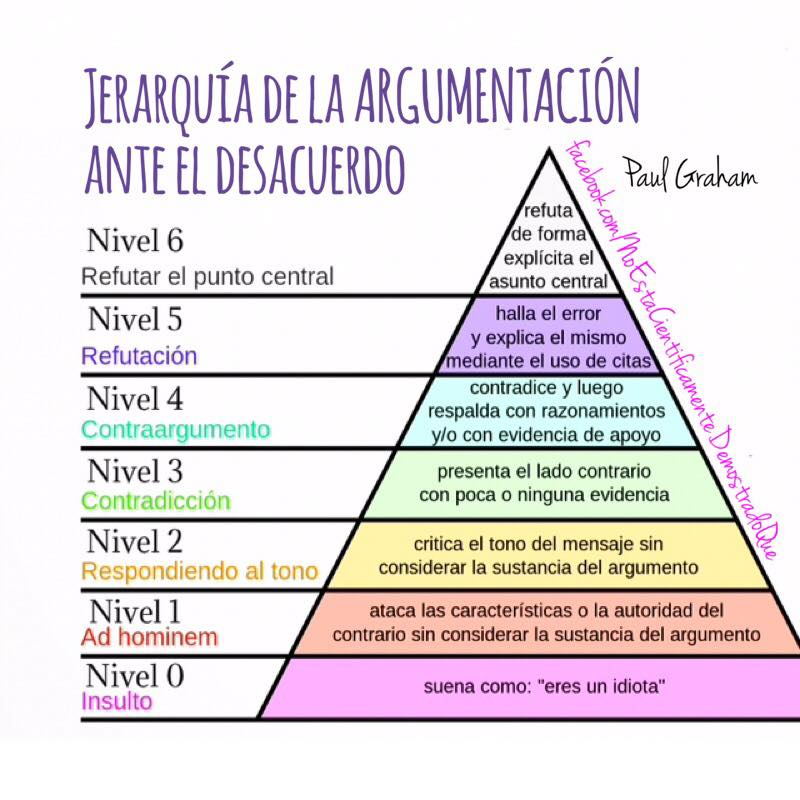 JERARQUÍA DE LA ARGUMENTACIÓN
ANTE EL DESACUERDO
Paul Graham
facebook.com/NoEstaCientificamenteDemostradoQue
Nivel 6
Refutar el punto central
refuta
de forma
explícita el
asunto central
Nivel 5
Refutación
halla el error
y explica el mismo
mediante el uso de citas
Nivel 4
Contraargumento
contradice y luego
respalda con razonamientos
y/o con evidencia de apoyo
Nivel 3
Contradicción
presenta el lado contrario
con poca o ninguna evidencia
Nivel 2
Respondiendo al tono
critica el tono del mensaje sin
considerar la sustancia del argumento
Nivel 1
Ad hominem
ataca las características o la autoridad del
contrario sin considerar la sustancia del argumento
Nivel 0
Insulto
suena como: "eres un idiota"